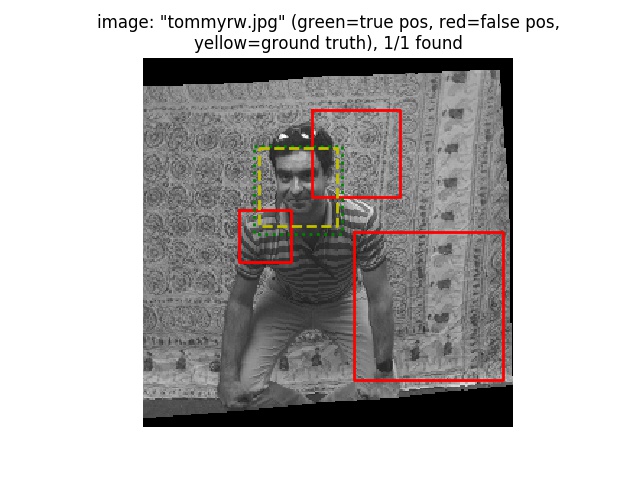 image: "tommyrw.jpg" (green=true pos, red=false pos,
yellow=ground truth), 1/1 found